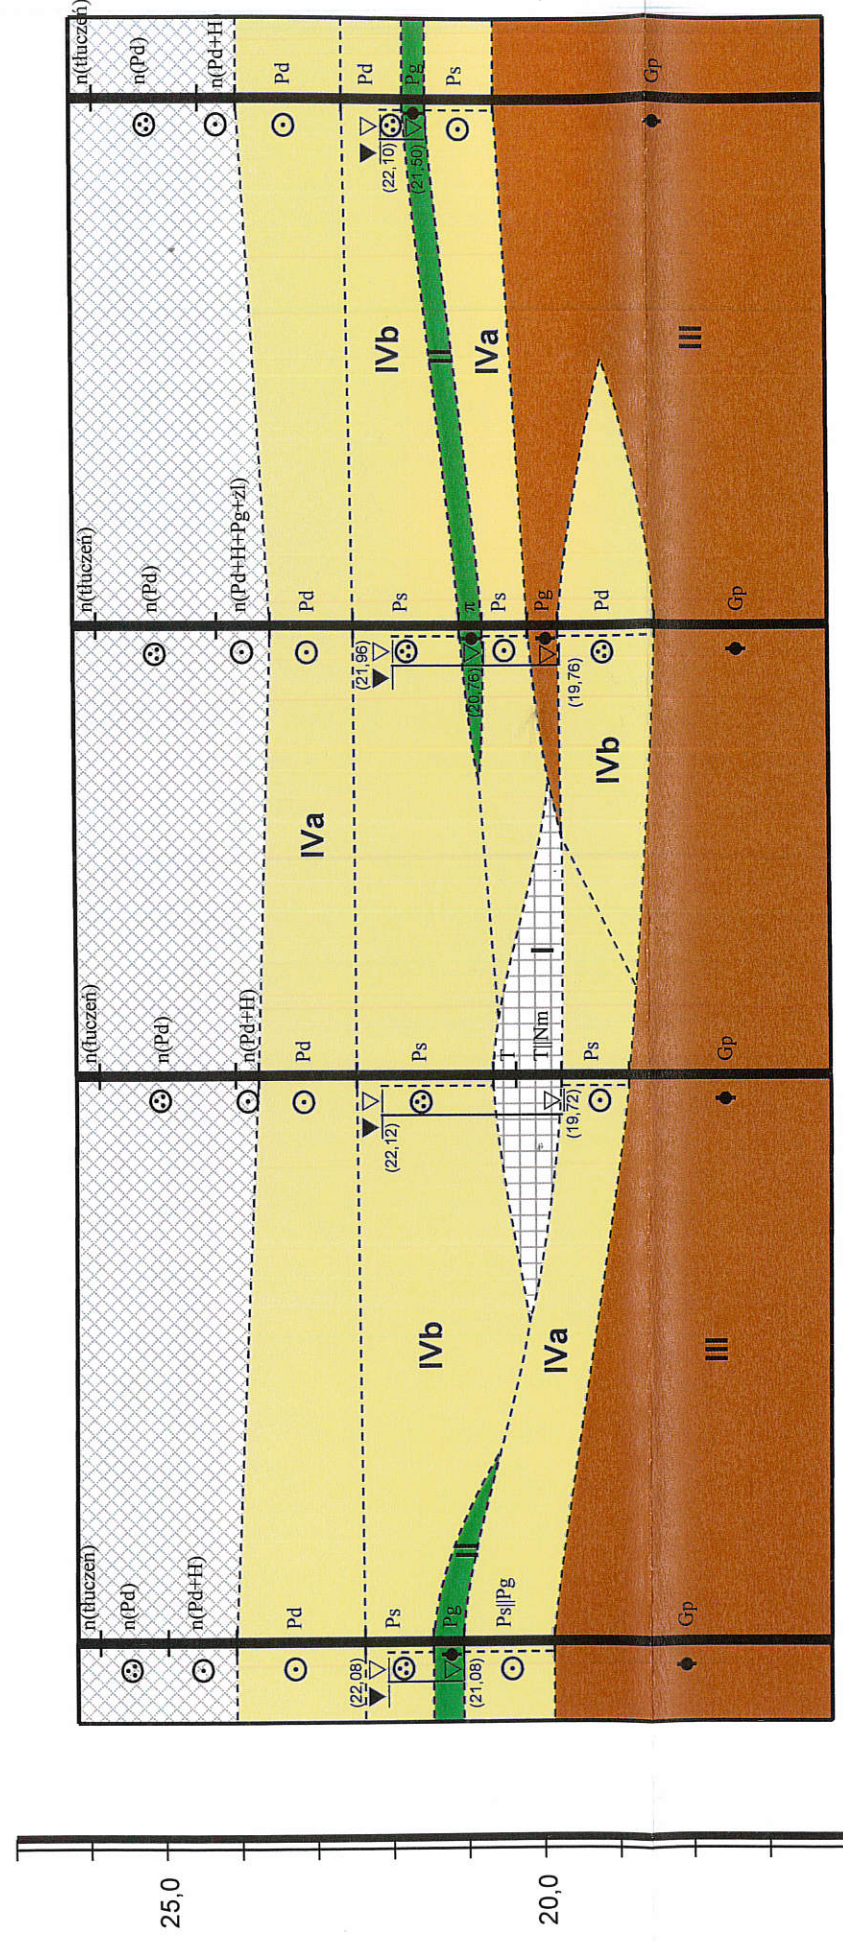 25,0
20,0
n(tłuczeń)
n(Pd)
n(Pd+H)
Pd
Ps
(22,08)
Pg
(21,08)
Ps||Pg
Gp
II
IVb
IVa
III
n(tłuczeń)
n(Pd)
n(Pd+H)
Pd
Ps
(22,12)
T
T||Nm
(19,72)
Ps
Gp
I
IVa
IVb
n(tłuczeń)
n(Pd)
n(Pd+H+Pg+zl)
Pd
(21,96)
Ps
π
(20,76)
Ps
Pg
(19,76)
Pd
Gp
IVb
II
IVa
III
n(tłuczeń)
n(Pd)
n(Pd+H)
Pd
Pd
(22,10)
Pg
(21,50)
Ps
Gp